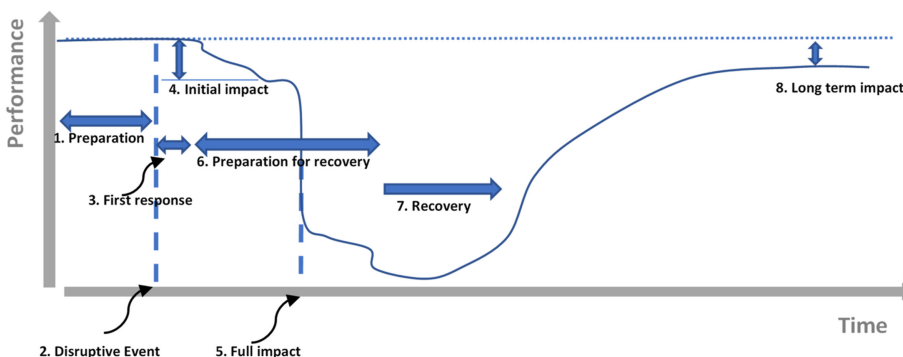 Performance
4. Initial impact
8. Long term impact
1. Preparation
6. Preparation for recovery
3. First response
7. Recovery
Time
2. Disruptive Event
5. Full impact